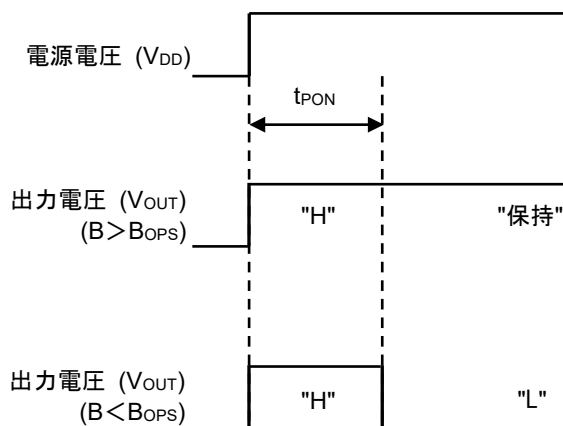 電源電圧 (VDD)
tPON
出力電圧 (VOUT)
(B＞BOPS)
"H"
"保持"
出力電圧 (VOUT)
(B＜BOPS)
"H"
"L"